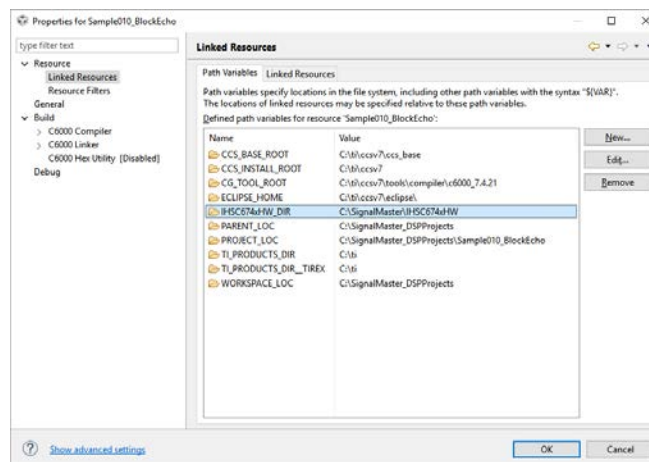 Properties for Sample010_BlockEcho
type filter text
Linked Resources
Resource
Linked Resources
Resource Filters
General
Build
C6000 Compiler
C6000 Linker
C6000 Hex Utility [Disabled]
Debug
Path Variables Linked Resources
Path variables specify locations in the file system, including other path variables with the syntax "${VAR}".
The locations of linked resources may be specified relative to these path variables.
Defined path variables for resource 'Sample010_BlockEcho':
Name Value
CCS_BASE_ROOT C:\ti\ccsv7\ccs_base
CCS_INSTALL_ROOT C:\ti\ccsv7
CG_TOOL_ROOT C:\ti\ccsv7\tools\compiler\c6000_7.4.21
ECLIPSE_HOME C:\ti\ccsv7\eclipse\
IHSC674xHW_DIR C:\SignalMaster\IHSC674xHW
PARENT_LOC C:\SignalMaster_DSPProjects
PROJECT_LOC C:\SignalMaster_DSPProjects\Sample010_BlockEcho
TI_PRODUCTS_DIR C:\ti
TI_PRODUCTS_DIR__TIREX C:\ti
WORKSPACE_LOC C:\SignalMaster_DSPProjects
New...
Edit...
Remove
Show advanced settings
OK Cancel